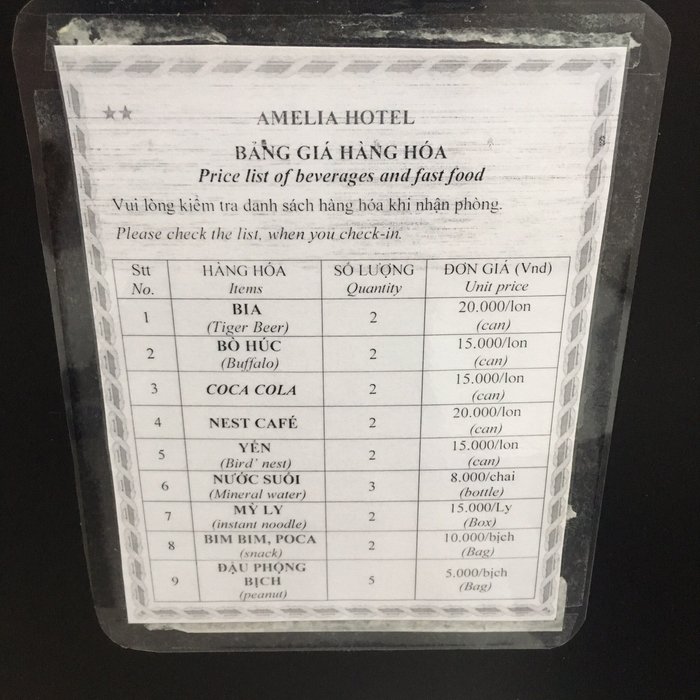 AMELIA HOTEL
BẢNG GIÁ HÀNG HÓA
Price list of beverages and fast food
Vui lòng kiểm tra danh sách hàng hóa khi nhận phòng.
Please check the list, when you check-in.
Stt HÀNG HÓA SỐ LƯỢNG ĐƠN GIÁ (Vnd)
No. Items Quantity Unit price
1 BIA 2 20.000/lon
(Tiger Beer) (can)
2 BÒ HÚC 2 15.000/lon
(Buffalo) (can)
3 COCA COLA 2 15.000/lon
(can)
4 NEST CAFÉ 2 20.000/lon
(can)
5 YẾN 2 15.000/lon
(Bird' nest) (can)
6 NƯỚC SUỐI 3 8.000/chai
(Mineral water) (bottle)
7 MỲ LY 2 15.000/Ly
(instant noodle) (Box)
8 BIM BIM, POCA 2 10.000/bịch
(snack) (Bag)
9 ĐẬU PHỘNG 5 5.000/bịch
BỊCH (Bag)
(peanut)